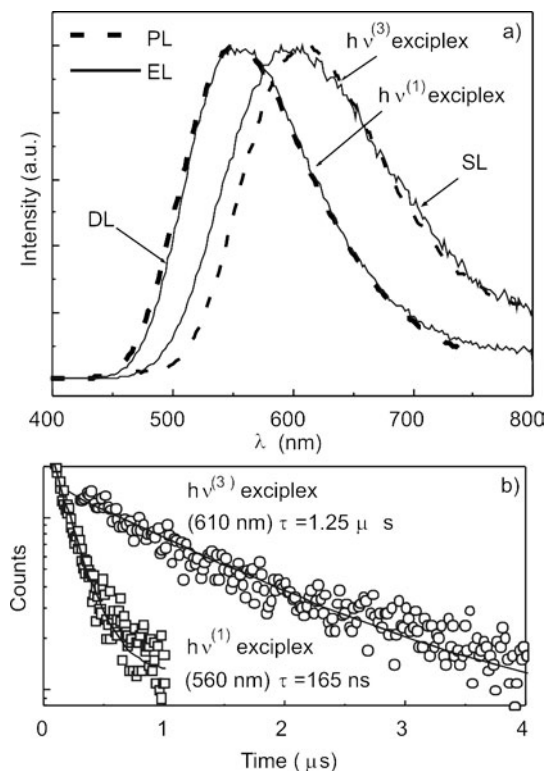 a)
PL
EL
h ν(3) exciplex
h ν(1) exciplex
DL
SL
Intensity (a.u.)
400 500 600 700 800
λ (nm)
b)
h ν(3) exciplex
(610 nm) τ =1.25 μ s
h ν(1) exciplex
(560 nm) τ =165 ns
Counts
0 1 2 3 4
Time ( μs)